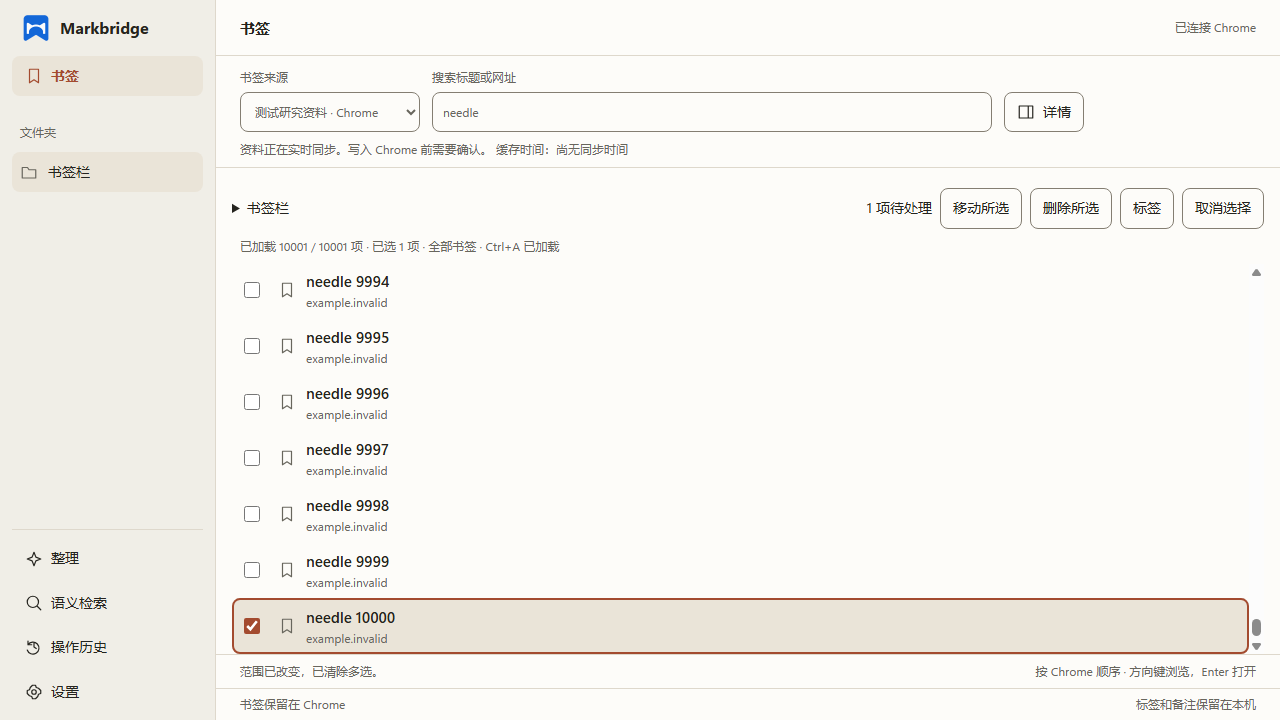 Markbridge
书签
文件夹
书签栏
整理
语义检索
操作历史
设置
书签
已连接 Chrome
书签来源
搜索标题或网址
测试研究资料 · Chrome
needle
详情
资料正在实时同步。写入 Chrome 前需要确认。 缓存时间：尚无同步时间
书签栏
1 项待处理
移动所选
删除所选
标签
取消选择
已加载 10001 / 10001 项 · 已选 1 项 · 全部书签 · Ctrl+A 已加载
needle 9994
example.invalid
needle 9995
example.invalid
needle 9996
example.invalid
needle 9997
example.invalid
needle 9998
example.invalid
needle 9999
example.invalid
needle 10000
example.invalid
范围已改变，已清除多选。
按 Chrome 顺序 · 方向键浏览，Enter 打开
书签保留在 Chrome
标签和备注保留在本机